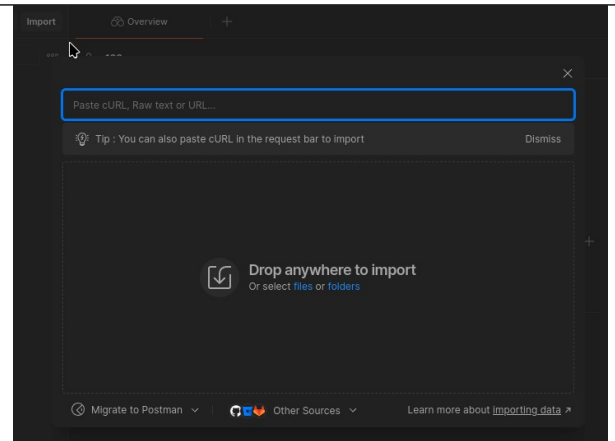 Import
Overview
Paste cURL, Raw text or URL...
Tip : You can also paste cURL in the request bar to import
Dismiss
Drop anywhere to import
Or select files or folders
Migrate to Postman
Other Sources
Learn more about importing data